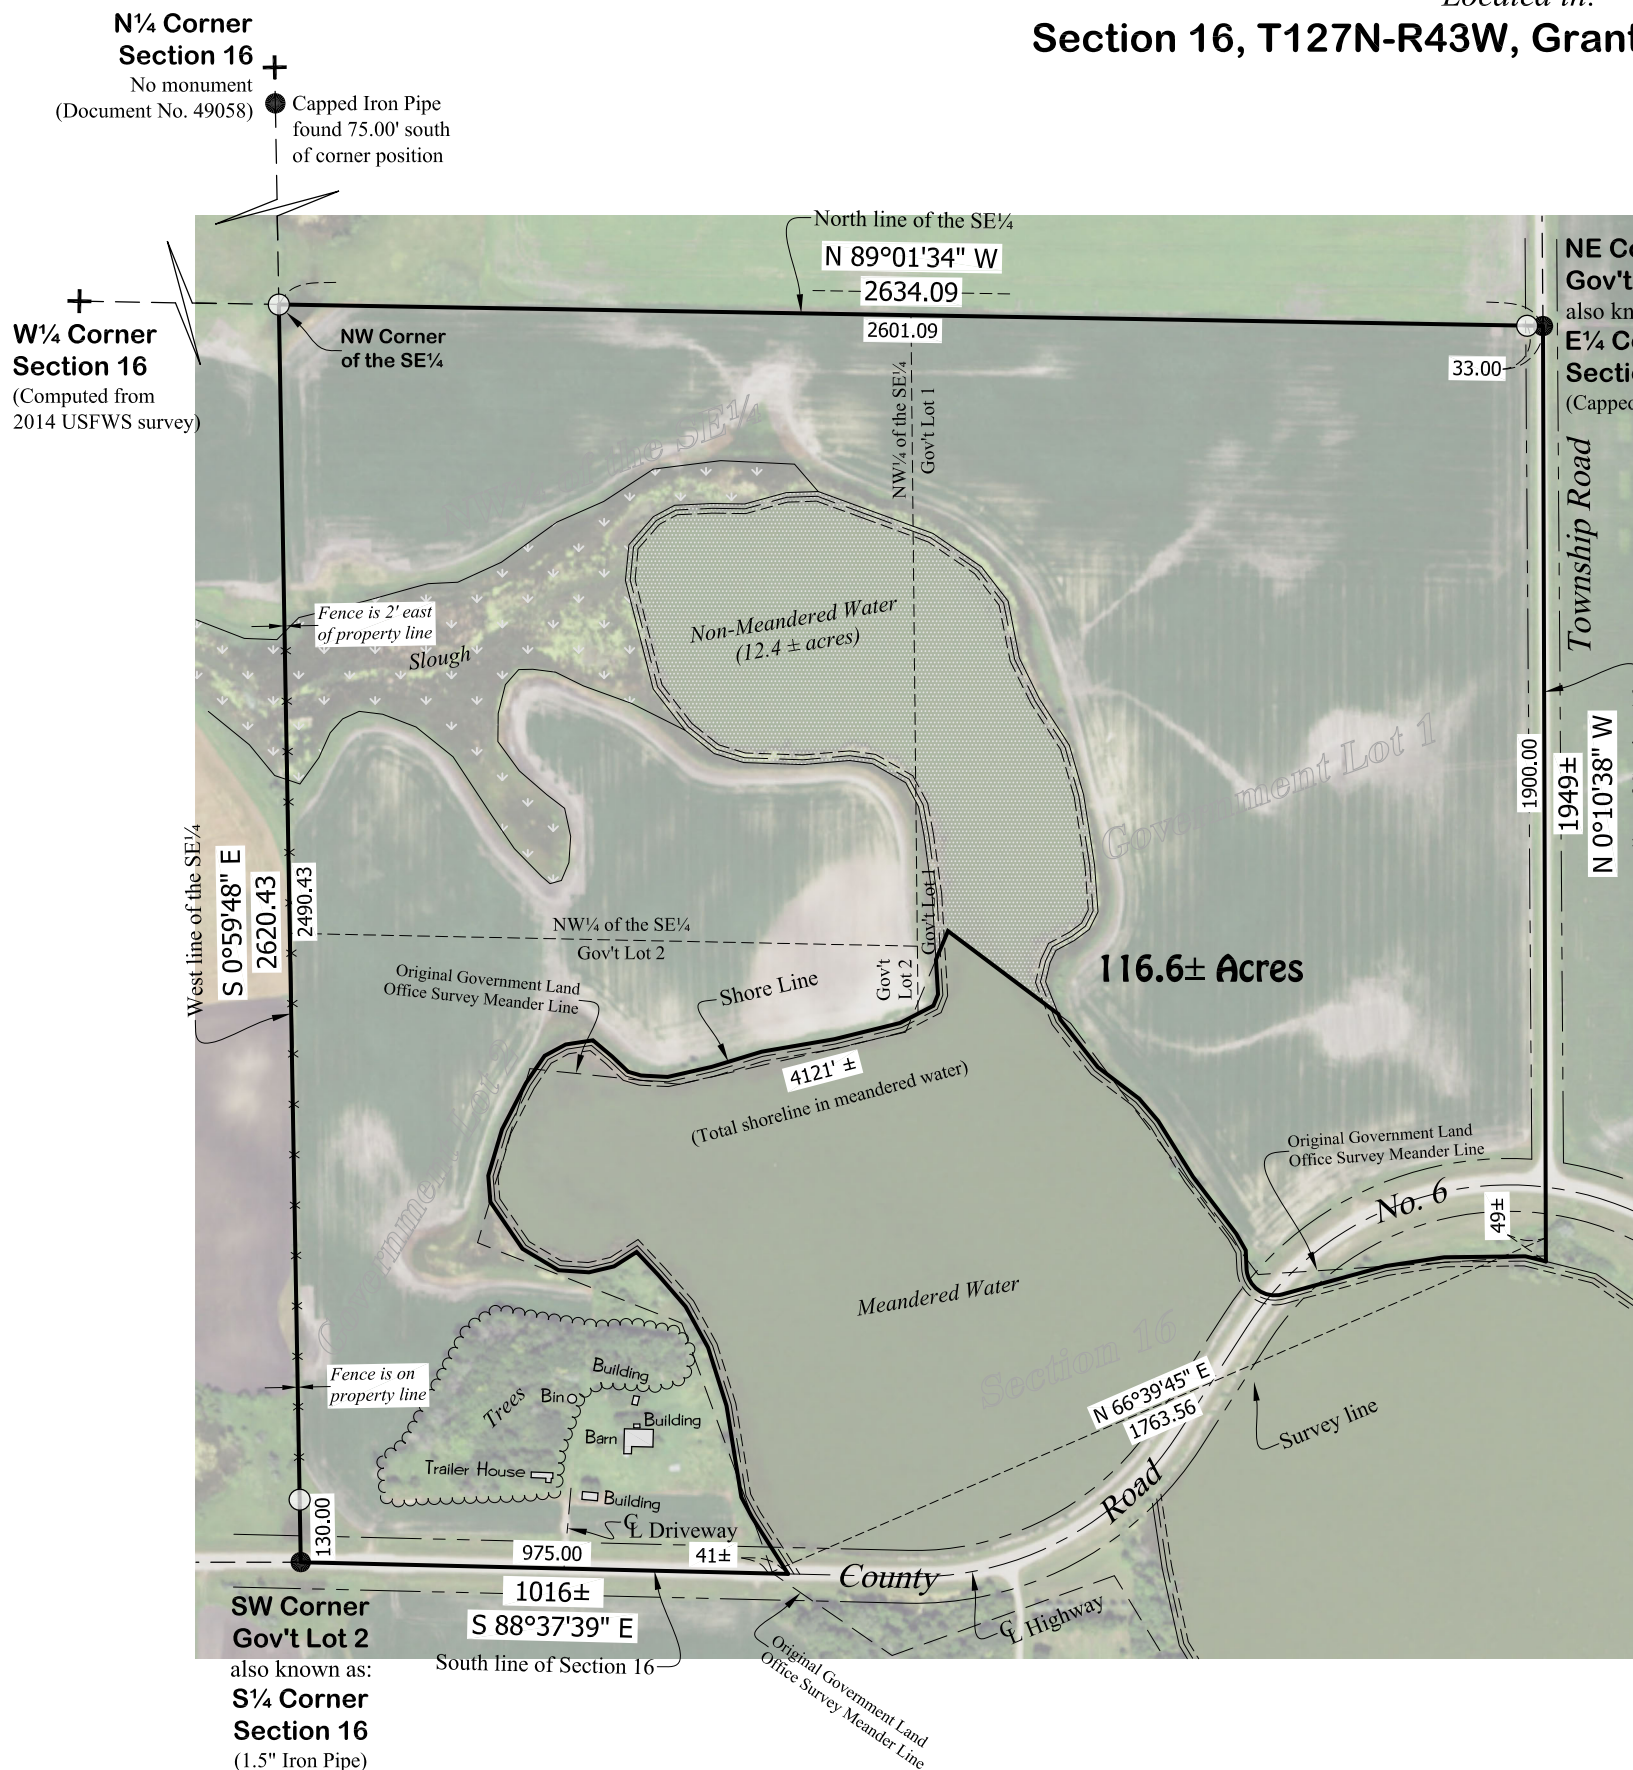 Located in:
Section 16, T127N-R43W, Grant
N¼ Corner
Section 16
No monument
(Document No. 49058)
Capped Iron Pipe
found 75.00' south
of corner position
North line of the SE¼
N 89°01'34" W
2634.09
2601.09
NE Co
Gov't
also kn
E¼ Co
Secti
(Capped
33.00
W¼ Corner
Section 16
(Computed from
2014 USFWS survey)
NW Corner
of the SE¼
NW¼ of the SE¼
Gov't Lot 1
the SE¼
Township Road
Non-Meandered Water
(12.4 ± acres)
Fence is 2' east
of property line
Slough
Government Lot 1
1900.00
1949±
N 0°10'38" W
West line of the SE¼
S 0°59'48" E
2620.43
2490.43
NW¼ of the SE¼
Gov't Lot 2
Gov't Lot 1
Gov't
Lot 2
116.6± Acres
Original Government Land
Office Survey Meander Line
Shore Line
4121' ±
(Total shoreline in meandered water)
Government Lot 2
Original Government Land
Office Survey Meander Line
No. 6
49±
Meandered Water
Section 16
N 66°39'45" E
1763.56
Survey line
Fence is on
property line
Trees
Building
Bin
Building
Barn
Trailer House
Building
℄ Driveway
130.00
975.00
41±
1016±
S 88°37'39" E
County
Road
℄ Highway
South line of Section 16
Original Government Land
Office Survey Meander Line
SW Corner
Gov't Lot 2
also known as:
S¼ Corner
Section 16
(1.5" Iron Pipe)